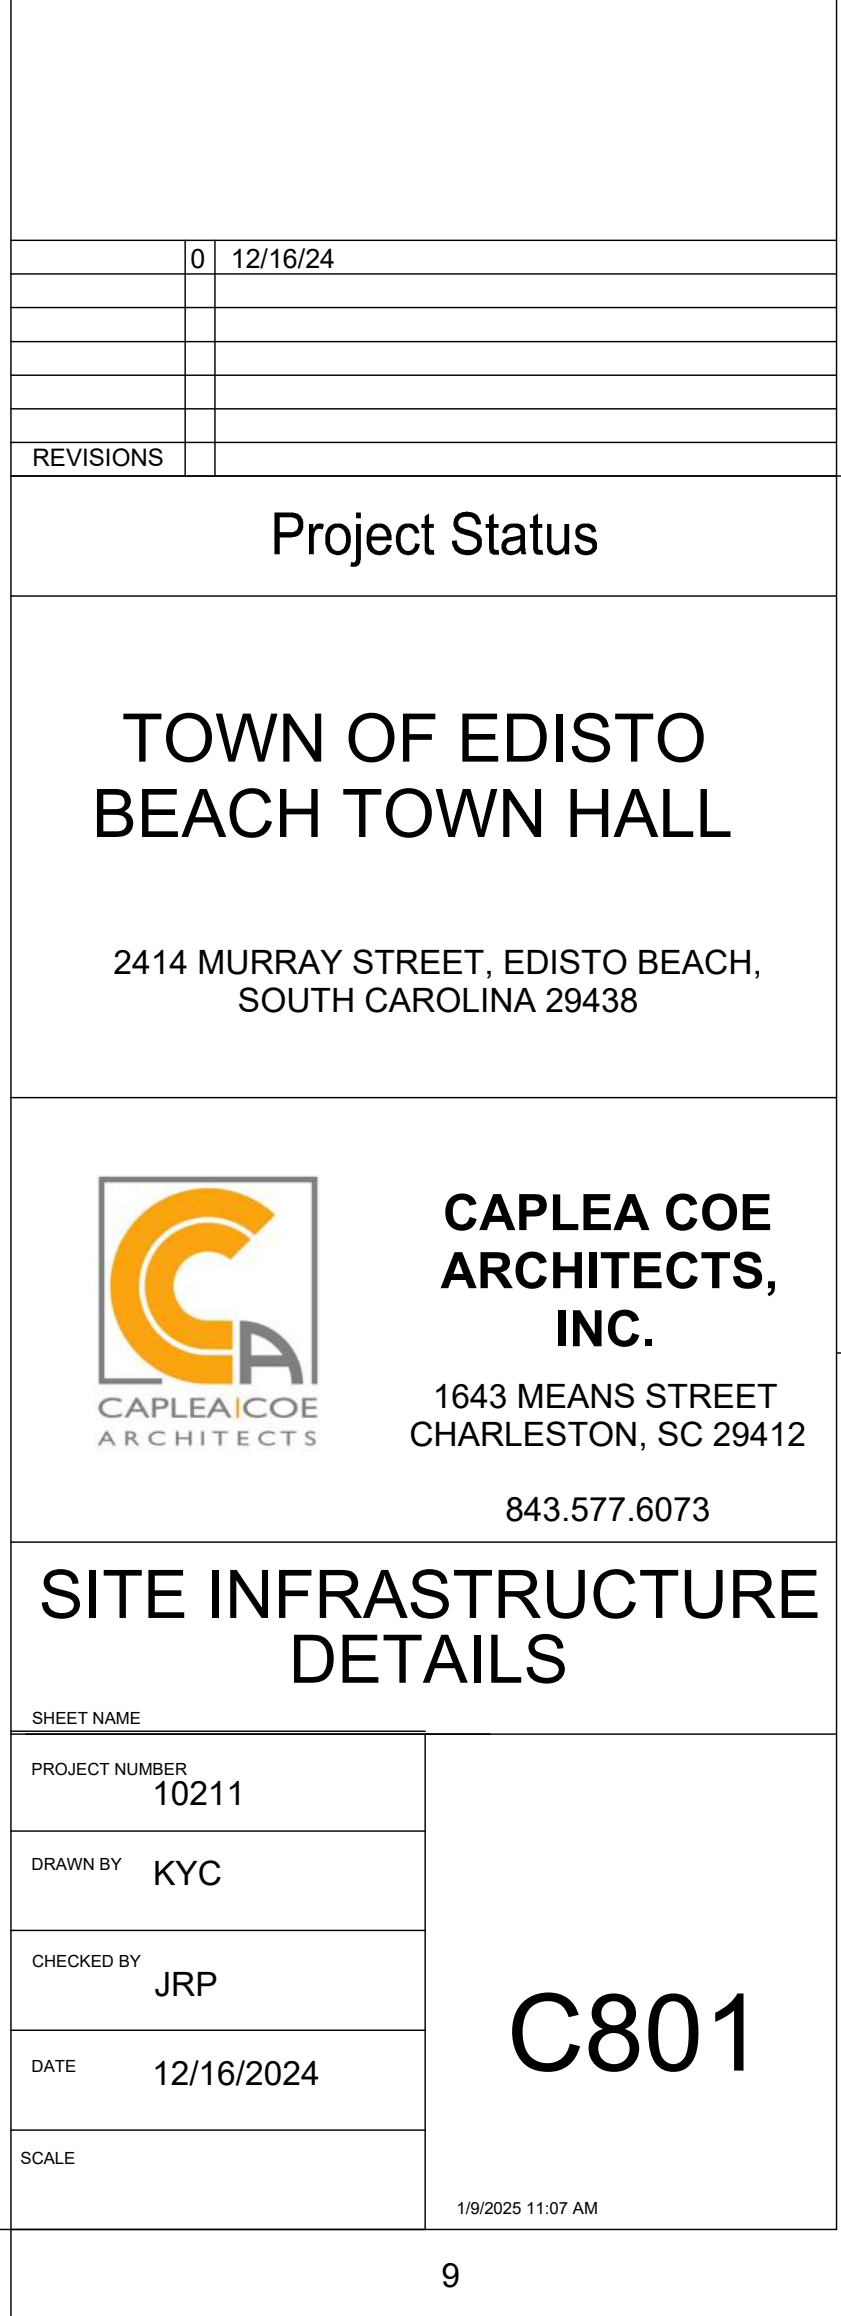 0 12/16/24
REVISIONS
Project Status
TOWN OF EDISTO
BEACH TOWN HALL
2414 MURRAY STREET, EDISTO BEACH,
SOUTH CAROLINA 29438
CA
CAPLEA|COE
ARCHITECTS
CAPLEA COE
ARCHITECTS,
INC.
1643 MEANS STREET
CHARLESTON, SC 29412
843.577.6073
SITE INFRASTRUCTURE
DETAILS
SHEET NAME
PROJECT NUMBER
10211
DRAWN BY KYC
CHECKED BY
JRP
DATE 12/16/2024
SCALE
C801
1/9/2025 11:07 AM
9